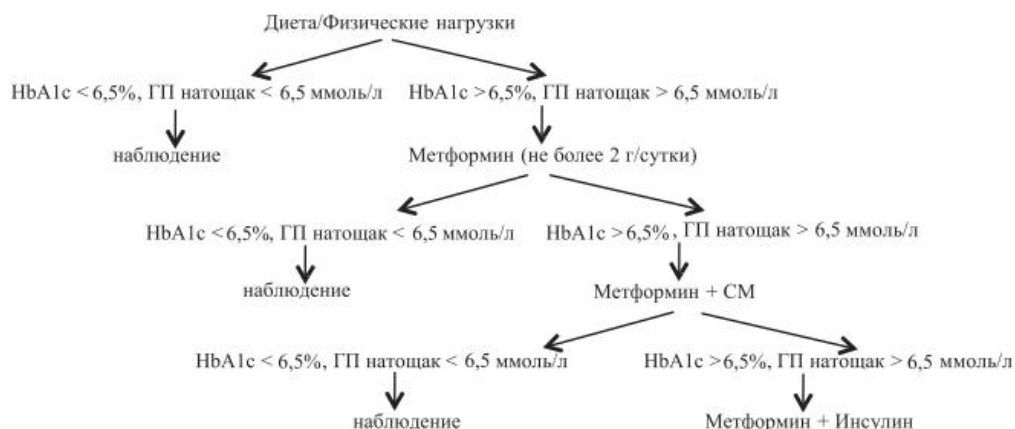 Диета/Физические нагрузки
HbA1c < 6,5%, ГП натощак < 6,5 ммоль/л
HbA1c > 6,5%, ГП натощак > 6,5 ммоль/л
наблюдение
Метформин (не более 2 г/сутки)
HbA1c < 6,5%, ГП натощак < 6,5 ммоль/л
HbA1c > 6,5%, ГП натощак > 6,5 ммоль/л
наблюдение
Метформин + СМ
HbA1c < 6,5%, ГП натощак < 6,5 ммоль/л
HbA1c > 6,5%, ГП натощак > 6,5 ммоль/л
наблюдение
Метформин + Инсулин